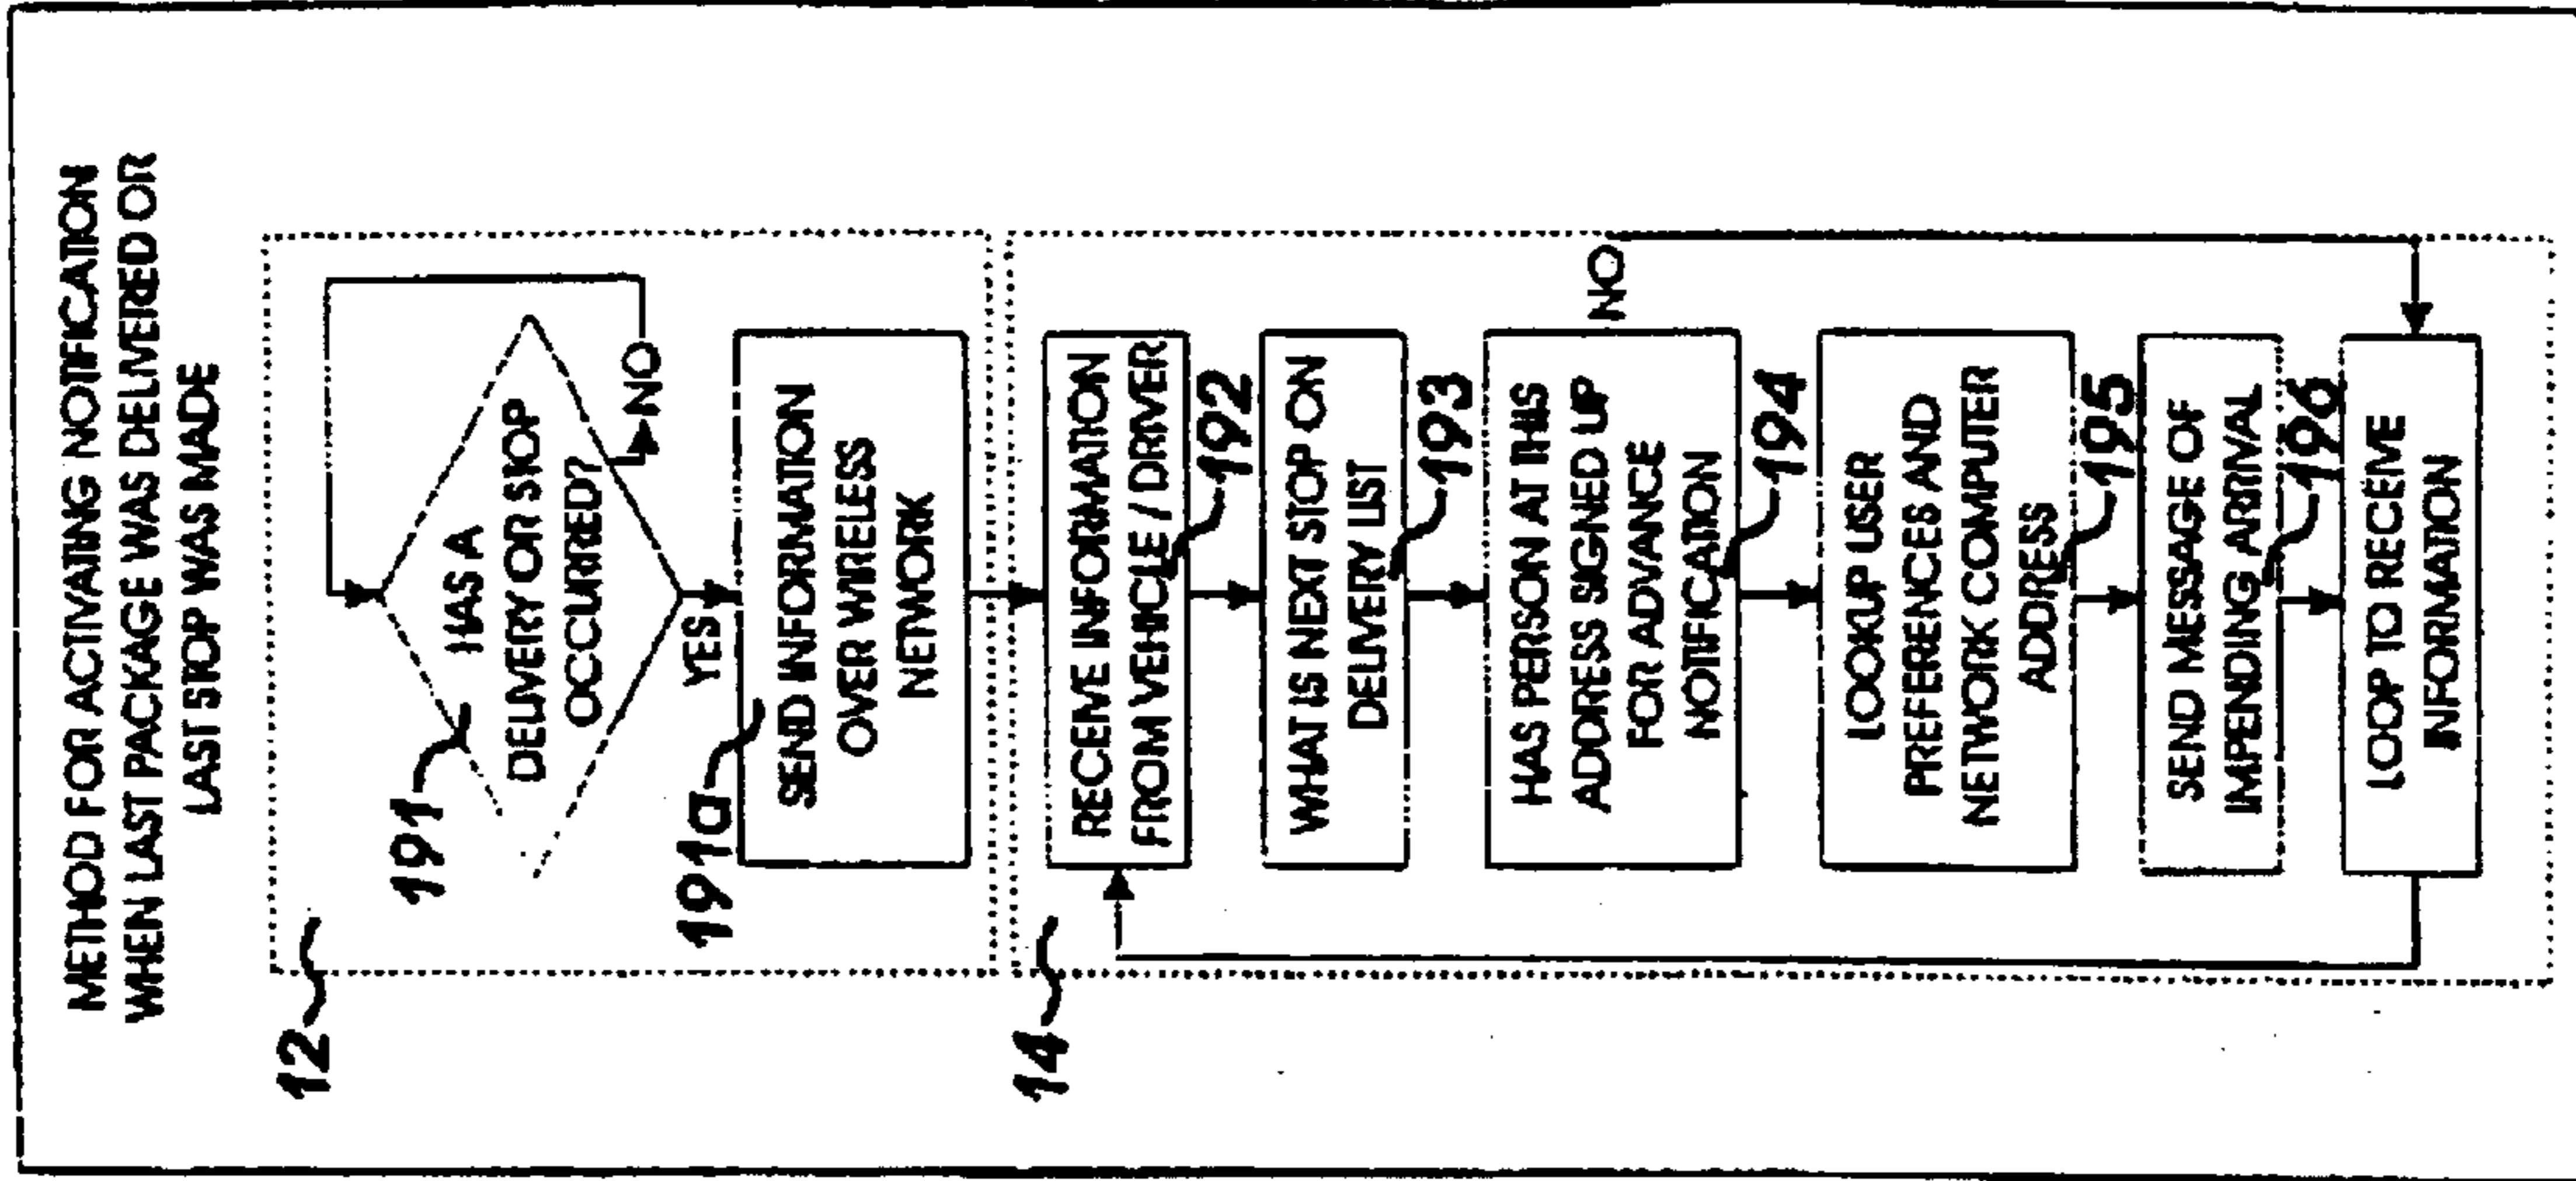 METHOD FOR ACTIVATING NOTIFICATION
WHEN LAST PACKAGE WAS DELIVERED OR
LAST STOP WAS MADE
12
191
HAS A
DELIVERY OR STOP
OCCURRED?
NO
YES
191a
SEND INFORMATION
OVER WIRELESS
NETWORK
14
RECEIVE INFORMATION
FROM VEHICLE / DRIVER
192
WHAT IS NEXT STOP ON
DELIVERY LIST
193
HAS PERSON AT THIS
ADDRESS SIGNED UP
FOR ADVANCE
NOTIFICATION
NO
194
LOOKUP USER
PREFERENCES AND
NETWORK COMPUTER
ADDRESS
195
SEND MESSAGE OF
IMPENDING ARRIVAL
196
LOOP TO RECEIVE
INFORMATION